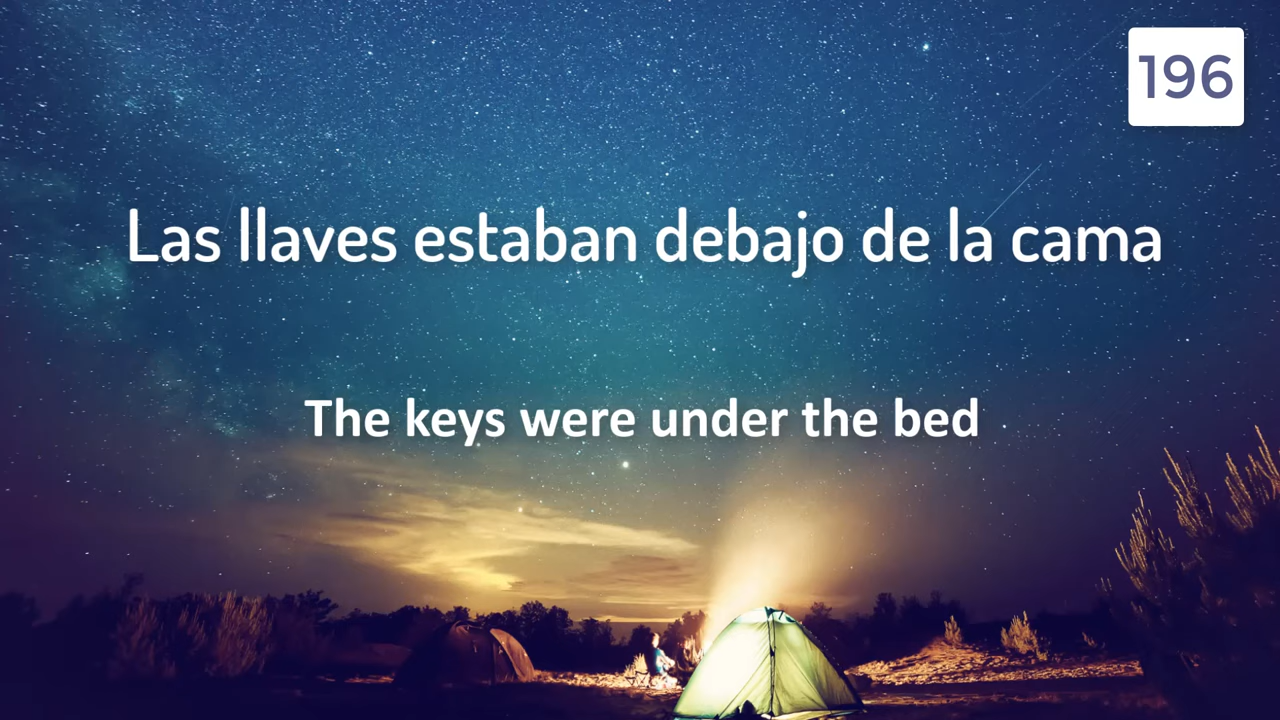 196
Las llaves estaban debajo de la cama
The keys were under the bed